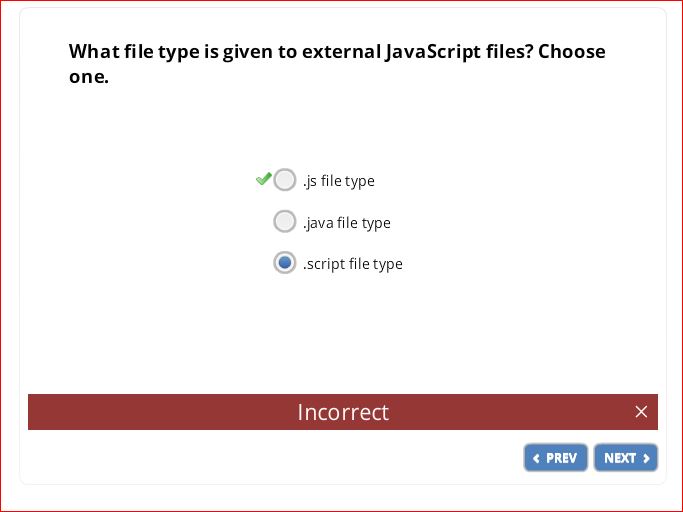 What file type is given to external JavaScript files? Choose
one.
.js file type
.java file type
.script file type
Incorrect
PREV
NEXT